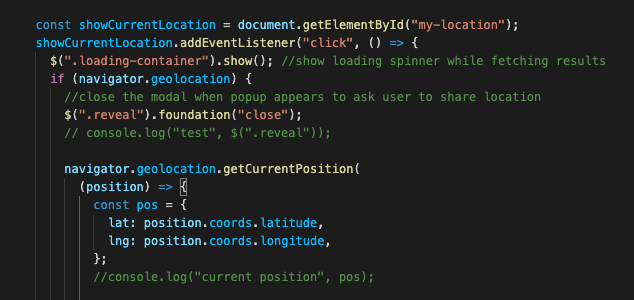 const showCurrentLocation = document.getElementById("my-location");
showCurrentLocation.addEventListener("click", () => {
  $(".loading-container").show(); //show loading spinner while fetching results
  if (navigator.geolocation) {
    //close the modal when popup appears to ask user to share location
    $(".reveal").foundation("close");
    // console.log("test", $(".reveal"));

    navigator.geolocation.getCurrentPosition(
      (position) => {
        const pos = {
          lat: position.coords.latitude,
          lng: position.coords.longitude,
        };
        //console.log("current position", pos);